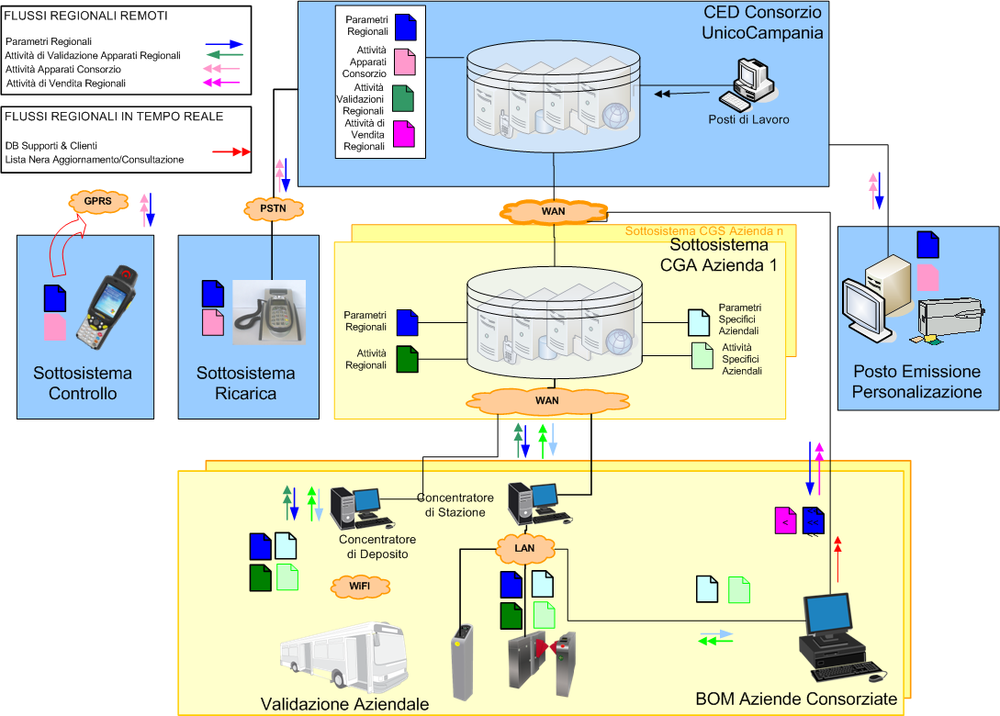 FLUSSI REGIONALI REMOTI
Parametri Regionali
Attività di Validazione Apparati Regionali
Attività Apparati Consorzio
Attività di Vendita Regionali
FLUSSI REGIONALI IN TEMPO REALE
DB Supporti & Clienti
Lista Nera Aggiornamento/Consultazione
Parametri
Regionali
Attività
Apparati
Consorzio
Attività
Validazioni
Regionali
Attività di
Vendita
Regionali
CED Consorzio
UnicoCampania
Posti di Lavoro
GPRS
PSTN
WAN
Sottosistema
Controllo
Sottosistema
Ricarica
Sottosistema CGS Azienda n
Sottosistema
CGA Azienda 1
Parametri
Regionali
Attività
Regionali
Parametri
Specifici
Aziendali
Attività
Specifici
Aziendali
WAN
Posto Emissione
Personalizazione
Concentratore
di Stazione
Concentratore
di Deposito
LAN
WiFI
<
<<
Validazione Aziendale
BOM Aziende Consorziate